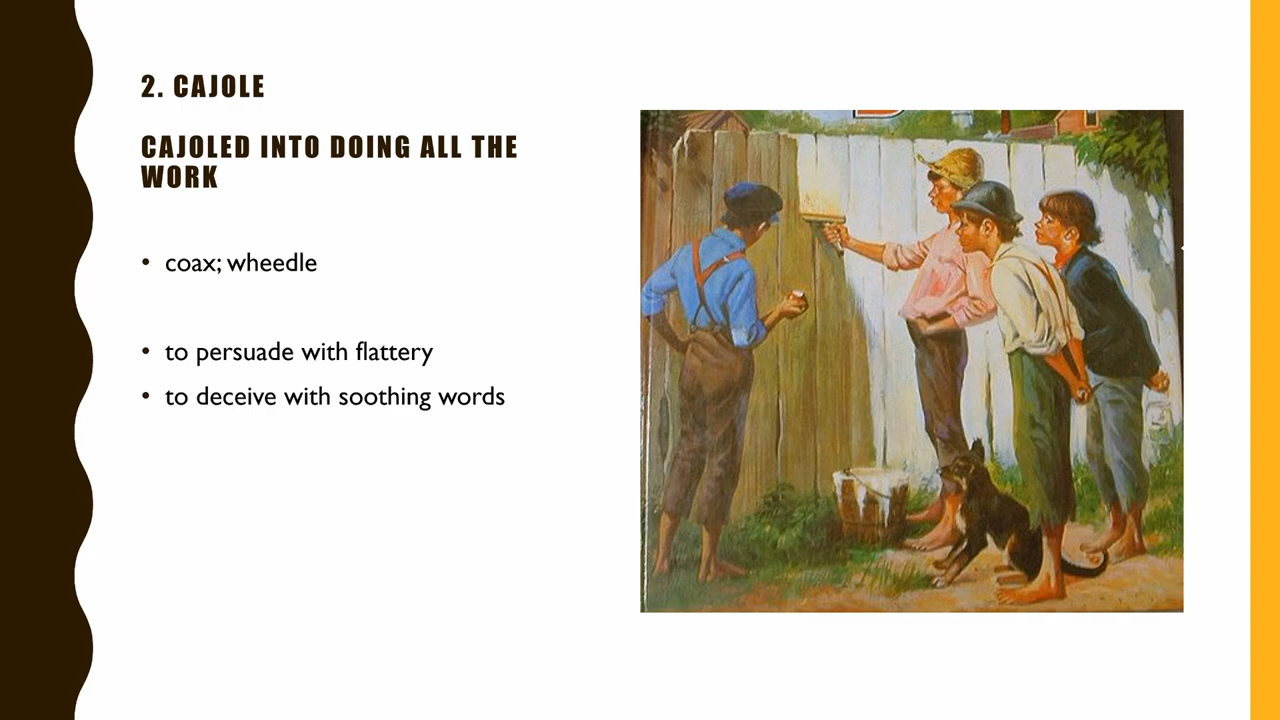 2. CAJOLE
CAJOLED INTO DOING ALL THE
WORK
• coax; wheedle
• to persuade with flattery
• to deceive with soothing words